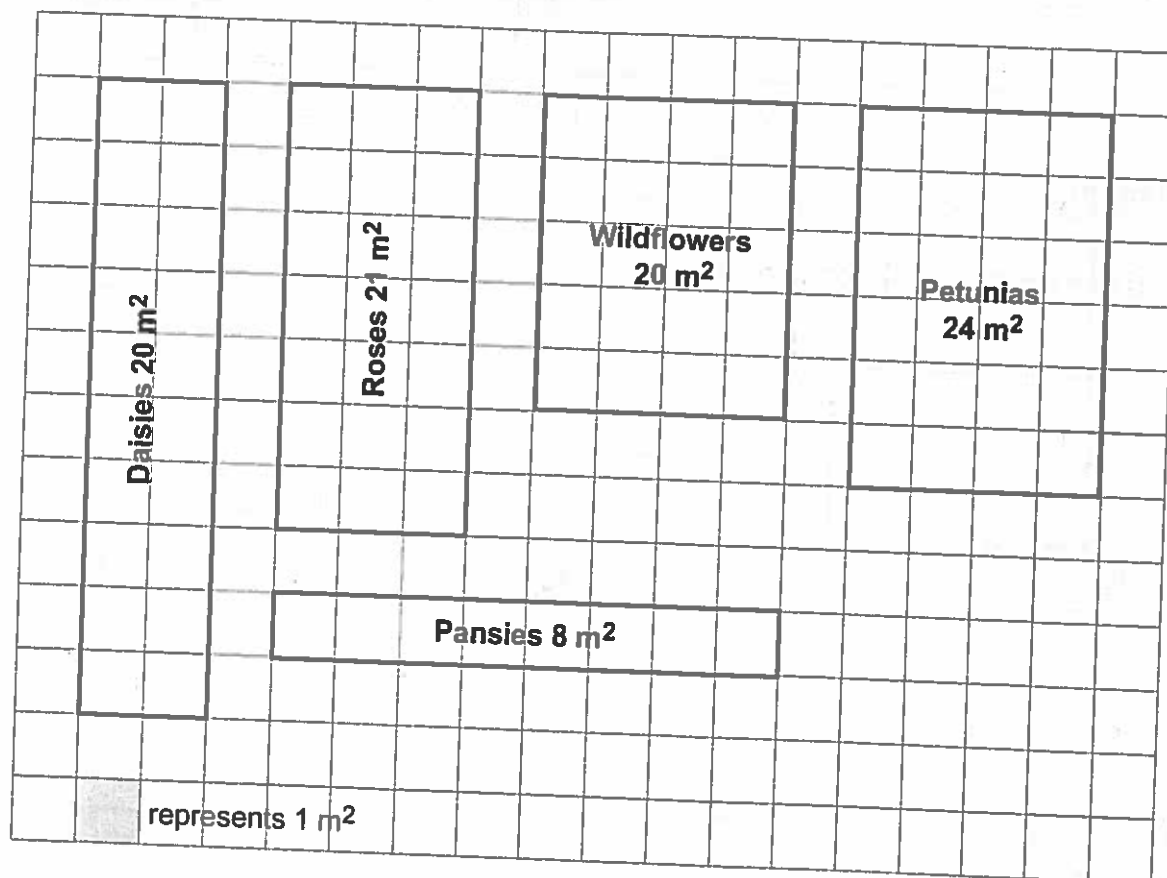 Daisies 20 m²
Roses 21 m²
Wildflowers
20 m²
Petunias
24 m²
Pansies 8 m²
represents 1 m²